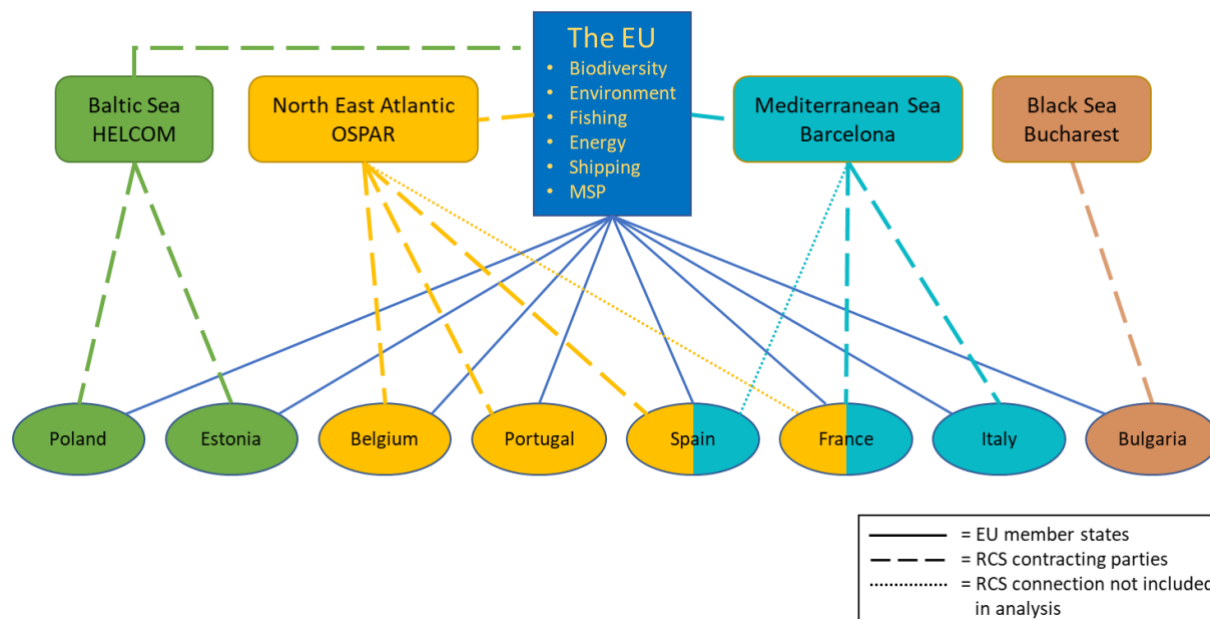 The EU
• Biodiversity
• Environment
• Fishing
• Energy
• Shipping
• MSP
Baltic Sea
HELCOM
North East Atlantic
OSPAR
Mediterranean Sea
Barcelona
Black Sea
Bucharest
Poland
Estonia
Belgium
Portugal
Spain
France
Italy
Bulgaria
= EU member states
= RCS contracting parties
= RCS connection not included
in analysis